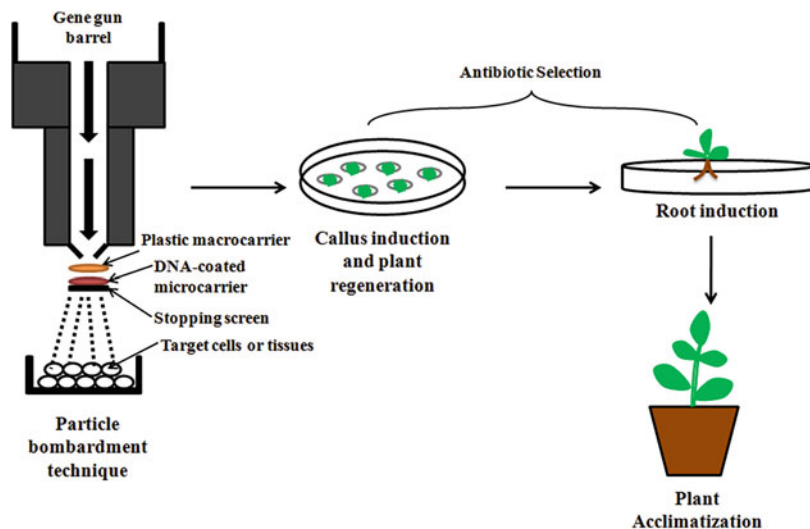 Gene gun
barrel
Antibiotic Selection
Plastic macrocarrier
DNA-coated
microcarrier
Stopping screen
Target cells or tissues
Particle
bombardment
technique
Callus induction
and plant
regeneration
Root induction
Plant
Acclimatization